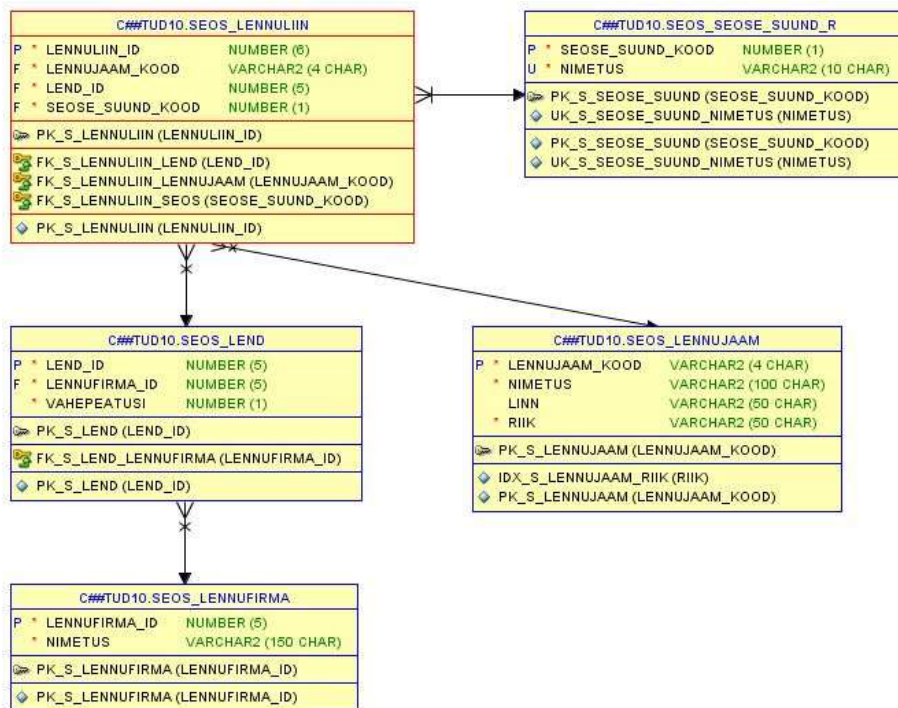 C##TUD10.SEOS_LENNULIIN
P * LENNULIIN_ID NUMBER (6)
F * LENNUJAAM_KOOD VARCHAR2 (4 CHAR)
F * LEND_ID NUMBER (5)
F * SEOSE_SUUND_KOOD NUMBER (1)
PK_S_LENNULIIN (LENNULIIN_ID)
FK_S_LENNULIIN_LEND (LEND_ID)
FK_S_LENNULIIN_LENNUJAAM (LENNUJAAM_KOOD)
FK_S_LENNULIIN_SEOS (SEOSE_SUUND_KOOD)
PK_S_LENNULIIN (LENNULIIN_ID)
C##TUD10.SEOS_SEOSE_SUUND_R
P * SEOSE_SUUND_KOOD NUMBER (1)
U * NIMETUS VARCHAR2 (10 CHAR)
PK_S_SEOSE_SUUND (SEOSE_SUUND_KOOD)
UK_S_SEOSE_SUUND_NIMETUS (NIMETUS)
PK_S_SEOSE_SUUND (SEOSE_SUUND_KOOD)
UK_S_SEOSE_SUUND_NIMETUS (NIMETUS)
C##TUD10.SEOS_LEND
P * LEND_ID NUMBER (5)
F * LENNUFIRMA_ID NUMBER (5)
* VAHEPEATUSI NUMBER (1)
PK_S_LEND (LEND_ID)
FK_S_LEND_LENNUFIRMA (LENNUFIRMA_ID)
PK_S_LEND (LEND_ID)
C##TUD10.SEOS_LENNUJAAM
P * LENNUJAAM_KOOD VARCHAR2 (4 CHAR)
* NIMETUS VARCHAR2 (100 CHAR)
LINN VARCHAR2 (50 CHAR)
* RIIK VARCHAR2 (50 CHAR)
PK_S_LENNUJAAM (LENNUJAAM_KOOD)
IDX_S_LENNUJAAM_RIIK (RIIK)
PK_S_LENNUJAAM (LENNUJAAM_KOOD)
C##TUD10.SEOS_LENNUFIRMA
P * LENNUFIRMA_ID NUMBER (5)
* NIMETUS VARCHAR2 (150 CHAR)
PK_S_LENNUFIRMA (LENNUFIRMA_ID)
PK_S_LENNUFIRMA (LENNUFIRMA_ID)